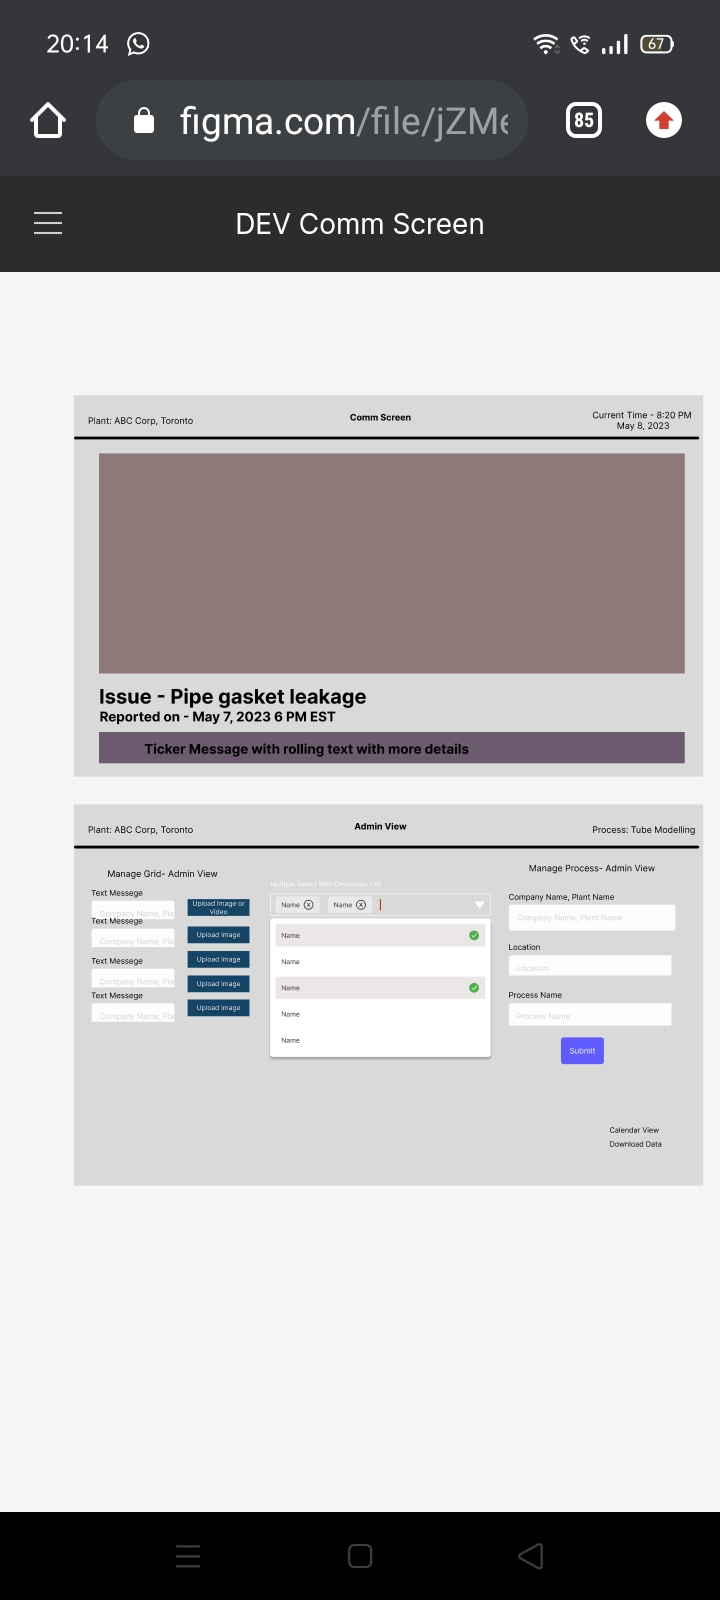 20:14
67
figma.com/file/jZMe
85
DEV Comm Screen
Plant: ABC Corp, Toronto
Comm Screen
Current Time - 8:20 PM
May 8, 2023
Issue - Pipe gasket leakage
Reported on - May 7, 2023 6 PM EST
Ticker Message with rolling text with more details
Plant: ABC Corp, Toronto
Admin View
Process: Tube Modelling
Manage Grid- Admin View
Text Messege
Company Name, Pla
Upload Image or
Video
Text Messege
Company Name, Pla
Upload Image
Text Messege
Company Name, Pla
Upload Image
Text Messege
Company Name, Pla
Upload Image
Upload Image
Multiple Select With Dropdown List
Name
Name
Name
Name
Name
Name
Name
Manage Process- Admin View
Company Name, Plant Name
Company Name, Plant Name
Location
Location
Process Name
Process Name
Submit
Calendar View
Download Data